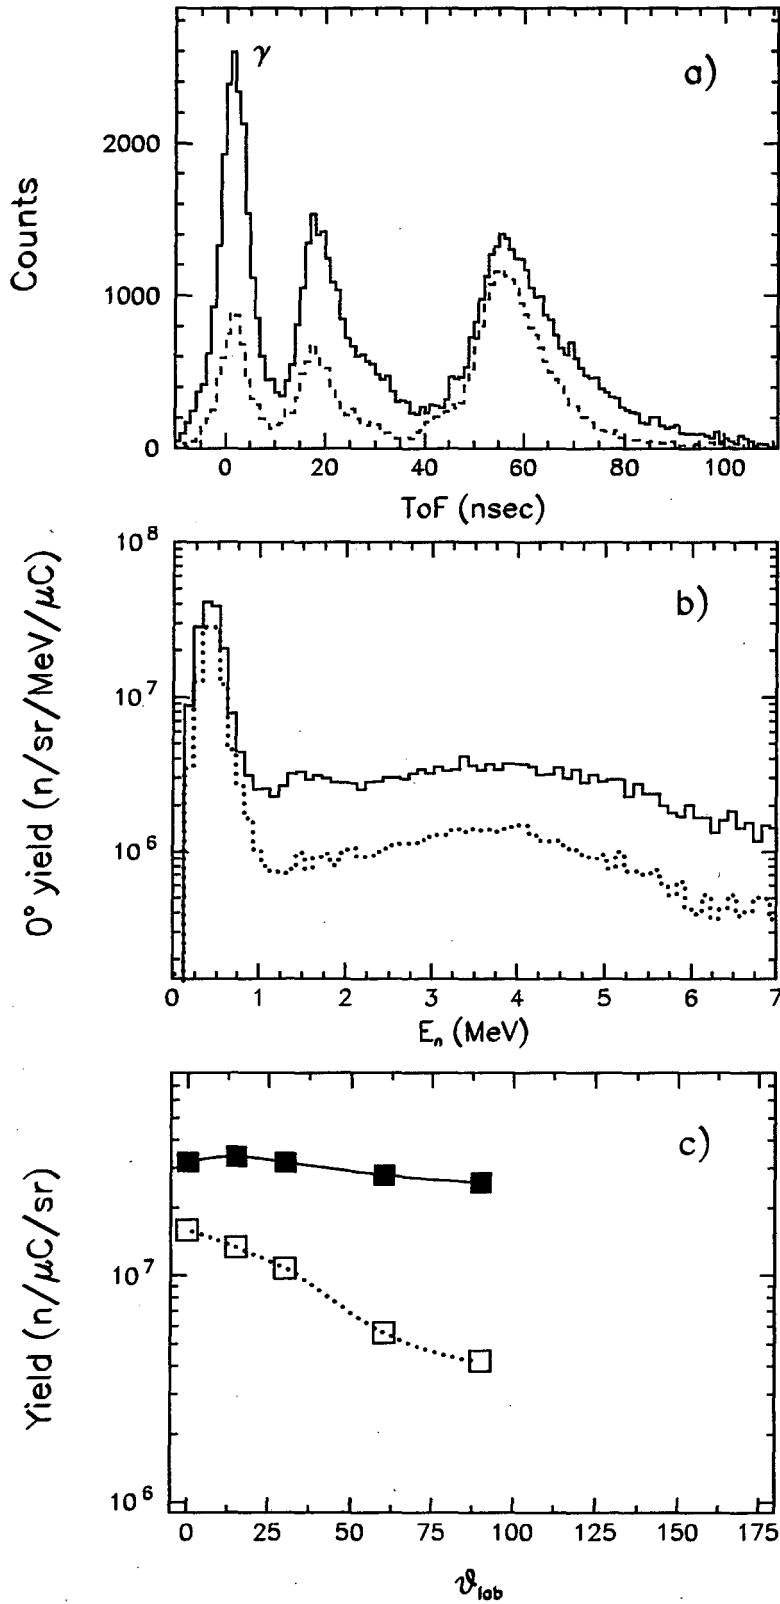 γ
a)
2000
1000
0
Counts
0 20 40 60 80 100
ToF (nsec)
10⁸
b)
10⁷
10⁶
0° yield (n/sr/MeV/μC)
0 1 2 3 4 5 6 7
Eₙ (MeV)
c)
10⁷
10⁶
Yield (n/μC/sr)
0 25 50 75 100 125 150 175
ϑlab